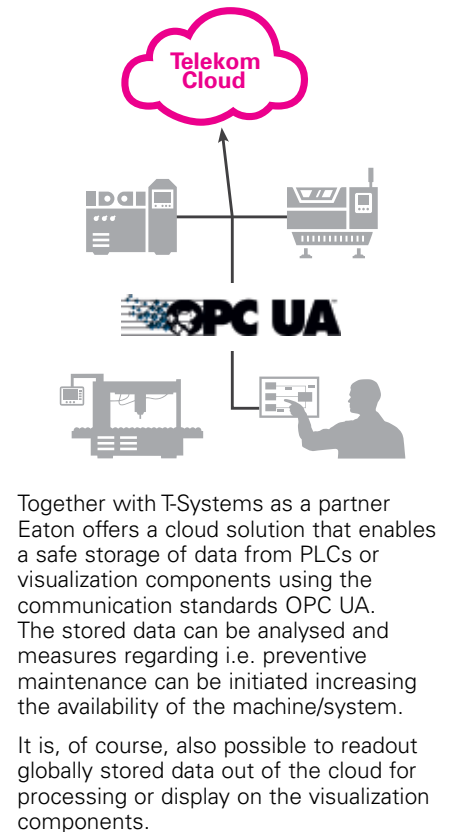 Telekom
Cloud
OPC UA
Together with T-Systems as a partner
Eaton offers a cloud solution that enables
a safe storage of data from PLCs or
visualization components using the
communication standards OPC UA.
The stored data can be analysed and
measures regarding i.e. preventive
maintenance can be initiated increasing
the availability of the machine/system.
It is, of course, also possible to readout
globally stored data out of the cloud for
processing or display on the visualization
components.